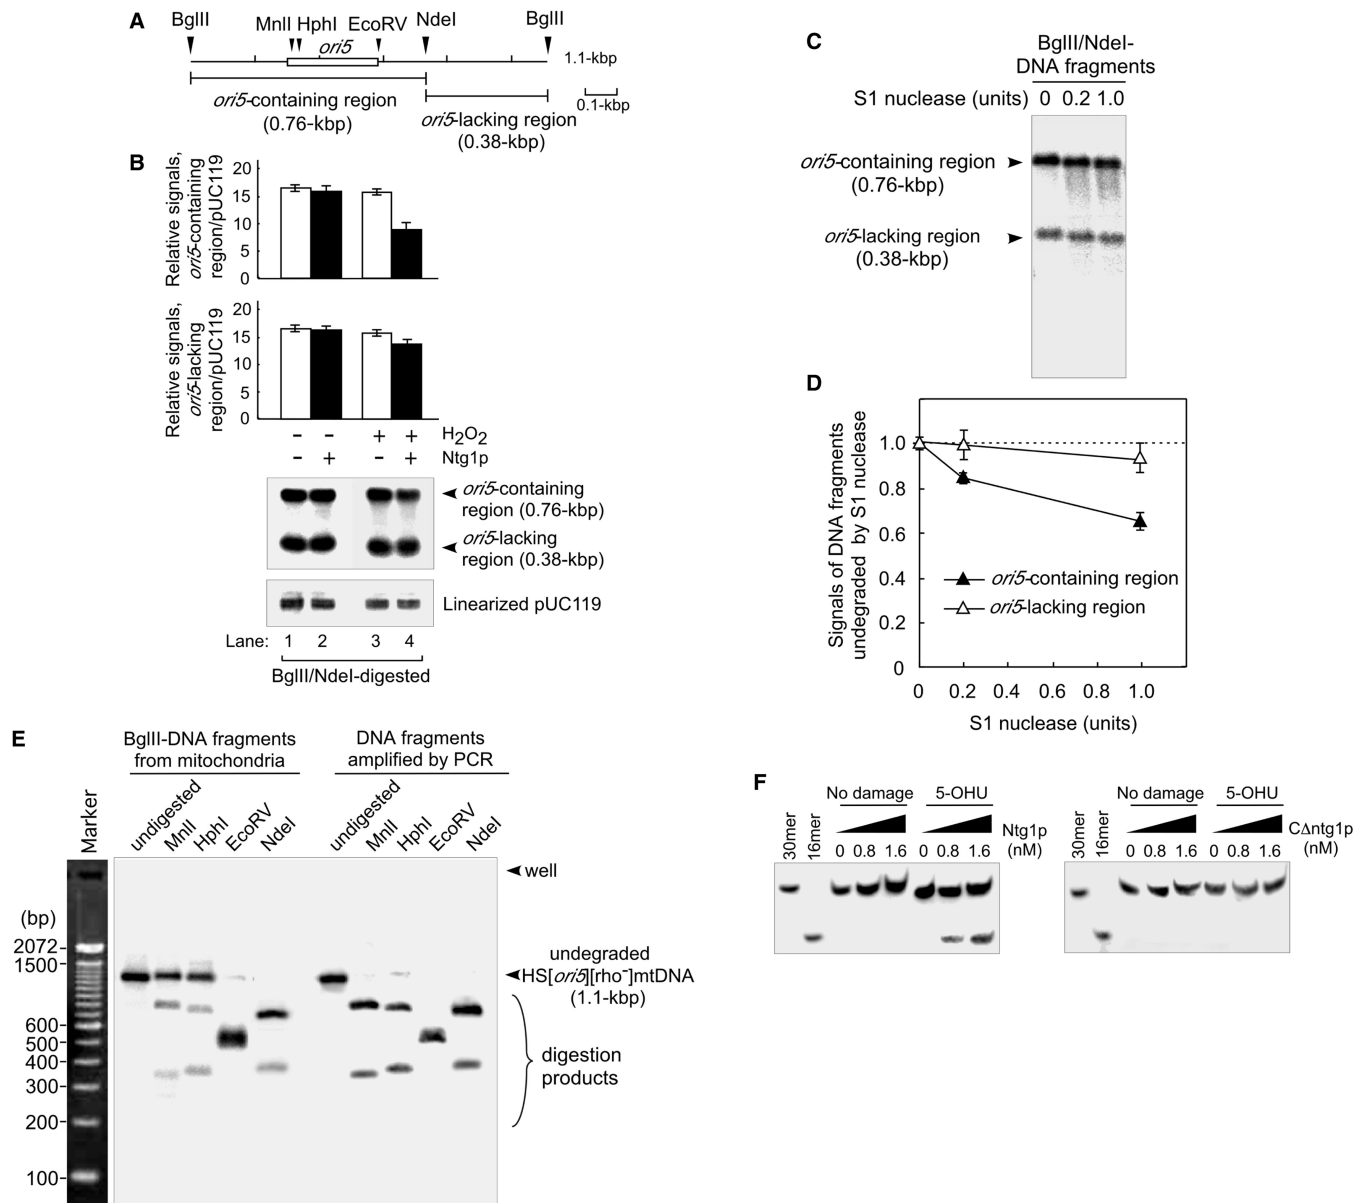 A
BglII MnlI HphI EcoRV NdeI BglII
ori5
1.1-kbp
ori5-containing region
(0.76-kbp)
ori5-lacking region
(0.38-kbp)
0.1-kbp
B
Relative signals,
ori5-containing
region/pUC119
20
15
10
5
0
Relative signals,
ori5-lacking
region/pUC119
20
15
10
5
0
– – + + H2O2
– + – + Ntg1p
ori5-containing
region (0.76-kbp)
ori5-lacking
region (0.38-kbp)
Linearized pUC119
Lane: 1 2 3 4
BglII/NdeI-digested
C
BglII/NdeI-
DNA fragments
S1 nuclease (units) 0 0.2 1.0
ori5-containing region
(0.76-kbp)
ori5-lacking region
(0.38-kbp)
D
Signals of DNA fragments
undegraded by S1 nuclease
1.0
0.8
0.6
0.4
0.2
0
ori5-containing region
ori5-lacking region
0 0.2 0.4 0.6 0.8 1.0
S1 nuclease (units)
E
BglII-DNA fragments
from mitochondria
DNA fragments
amplified by PCR
Marker
undigested MnlI HphI EcoRV NdeI
undigested MnlI HphI EcoRV NdeI
well
(bp)
2072
1500
600
500
400
300
200
100
undegraded
HS[ori5][rho⁻]mtDNA
(1.1-kbp)
digestion
products
F
No damage 5-OHU
30mer 16mer
Ntg1p
0 0.8 1.6 0 0.8 1.6 (nM)
No damage 5-OHU
30mer 16mer
CΔntg1p
0 0.8 1.6 0 0.8 1.6 (nM)